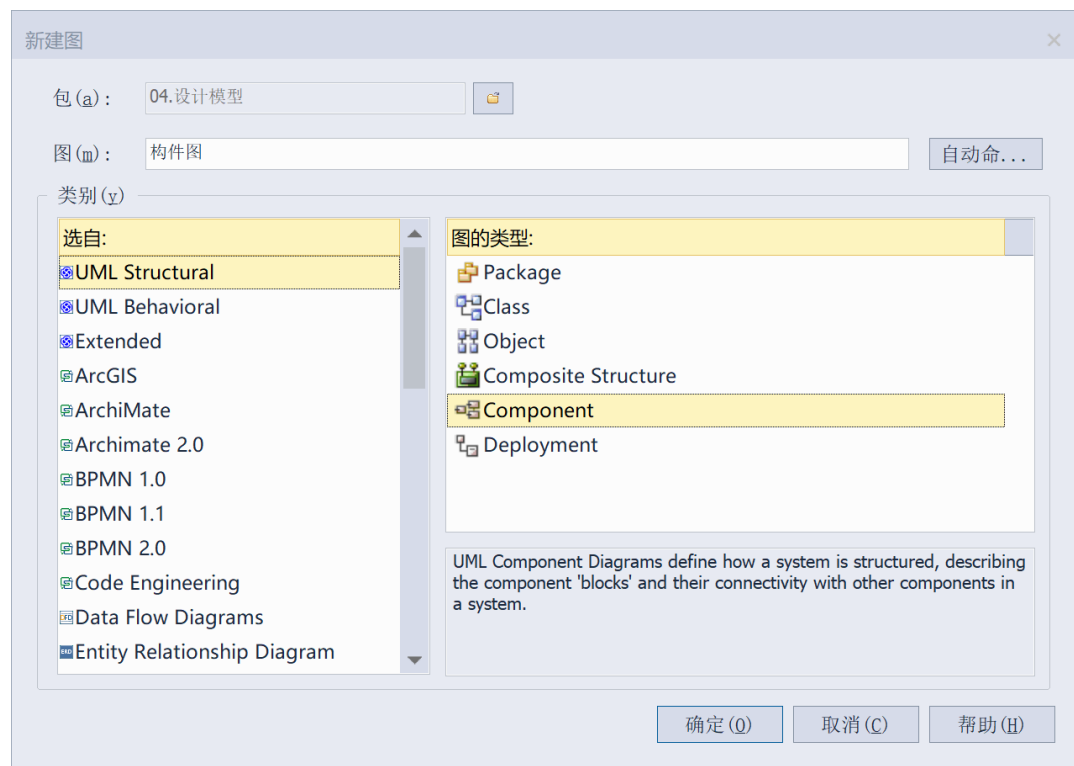 新建图
包(a):
04.设计模型
图(m):
构件图
自动命...
类别(y)
选自:
UML Structural
UML Behavioral
Extended
ArcGIS
ArchiMate
Archimate 2.0
BPMN 1.0
BPMN 1.1
BPMN 2.0
Code Engineering
Data Flow Diagrams
Entity Relationship Diagram
图的类型:
Package
Class
Object
Composite Structure
Component
Deployment
UML Component Diagrams define how a system is structured, describing
the component 'blocks' and their connectivity with other components in
a system.
确定(O)
取消(C)
帮助(H)